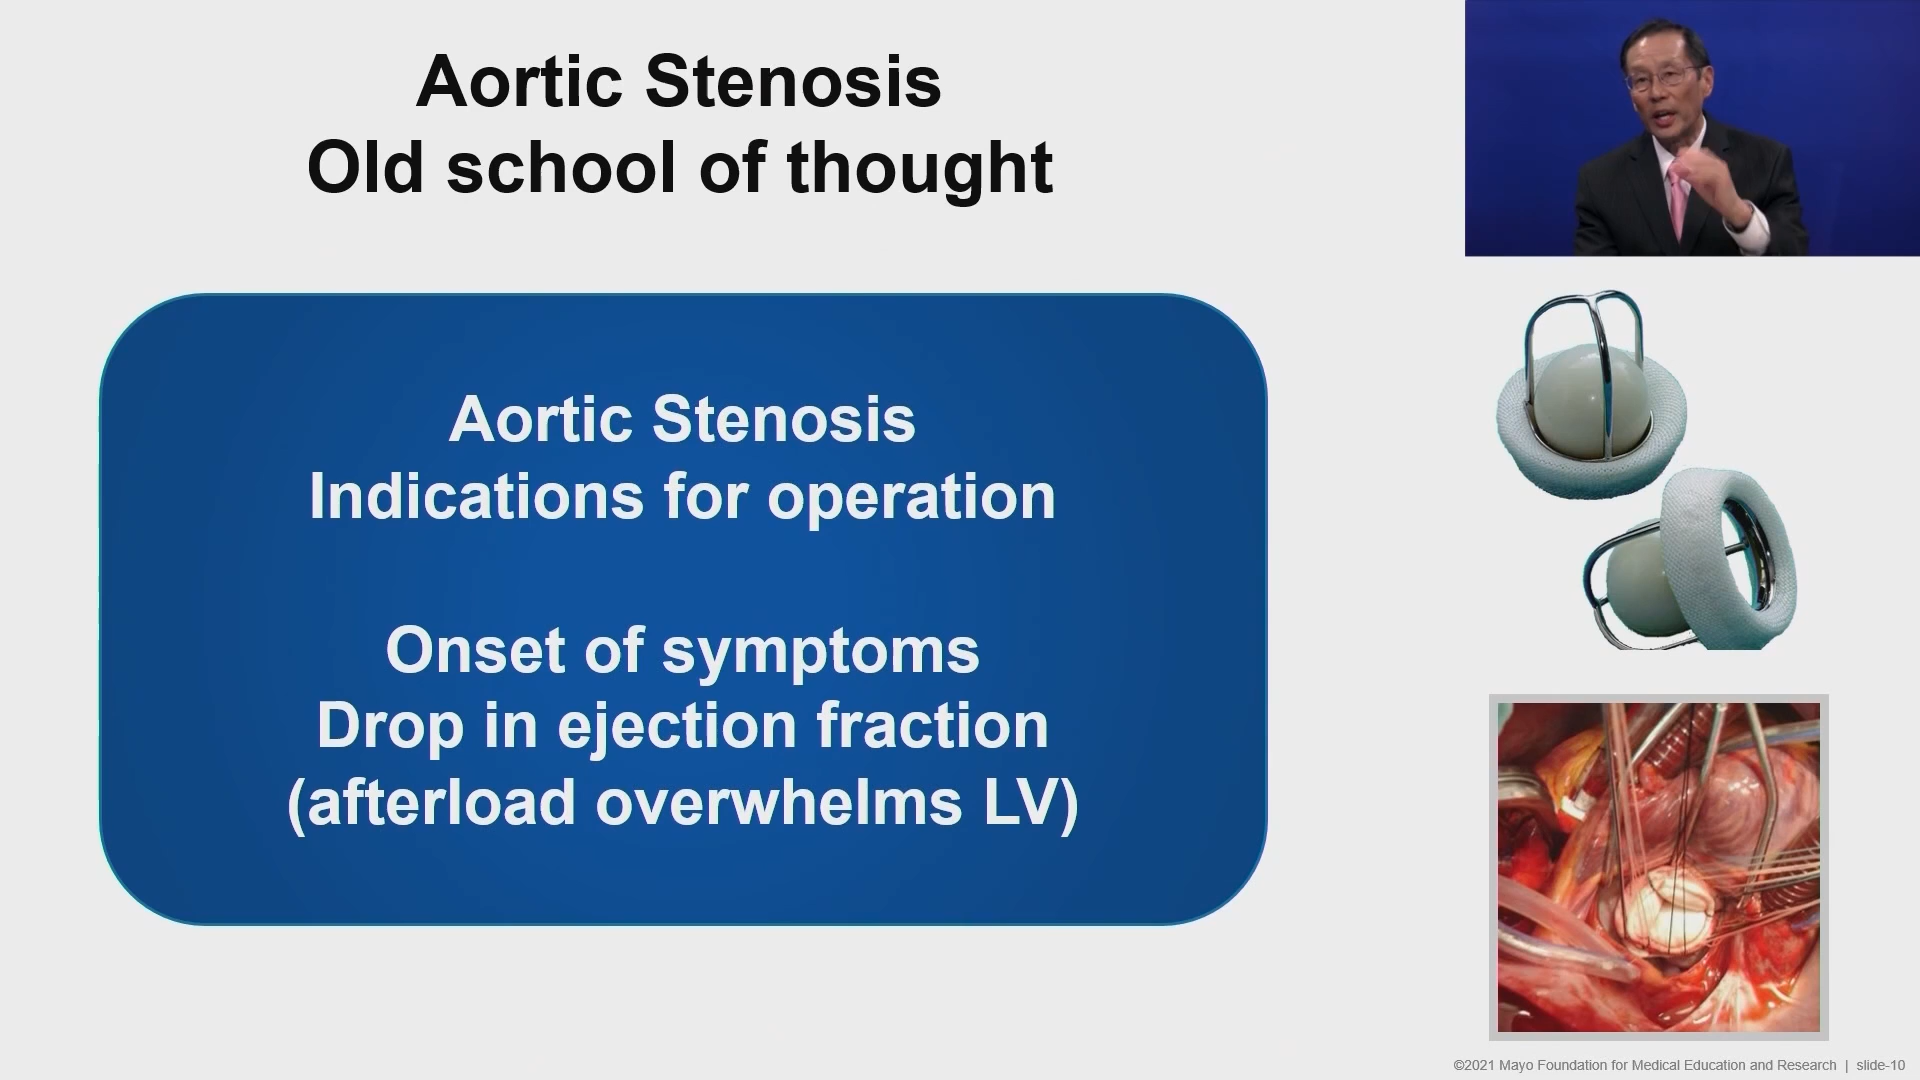 Aortic Stenosis
Old school of thought
Aortic Stenosis
Indications for operation
Onset of symptoms
Drop in ejection fraction
(afterload overwhelms LV)
©2021 Mayo Foundation for Medical Education and Research | slide-10